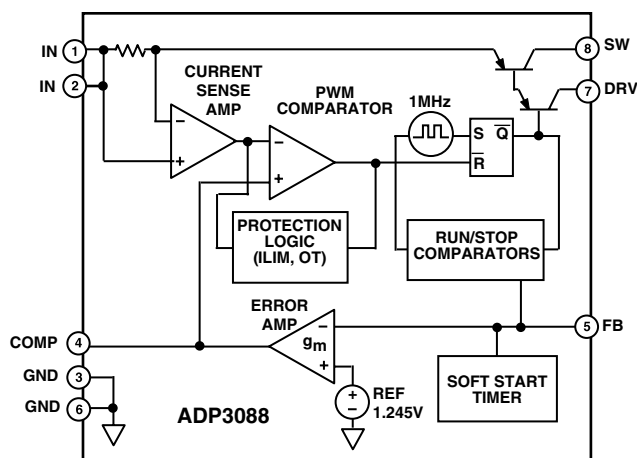 IN 1
IN 2
CURRENT
SENSE
AMP
−
+
PWM
COMPARATOR
−
+
1MHz
S Q
R
8 SW
7 DRV
PROTECTION
LOGIC
(ILIM, OT)
RUN/STOP
COMPARATORS
ERROR
AMP
−
gm
+
COMP 4
GND 3
GND 6
5 FB
+
−
REF
1.245V
SOFT START
TIMER
ADP3088